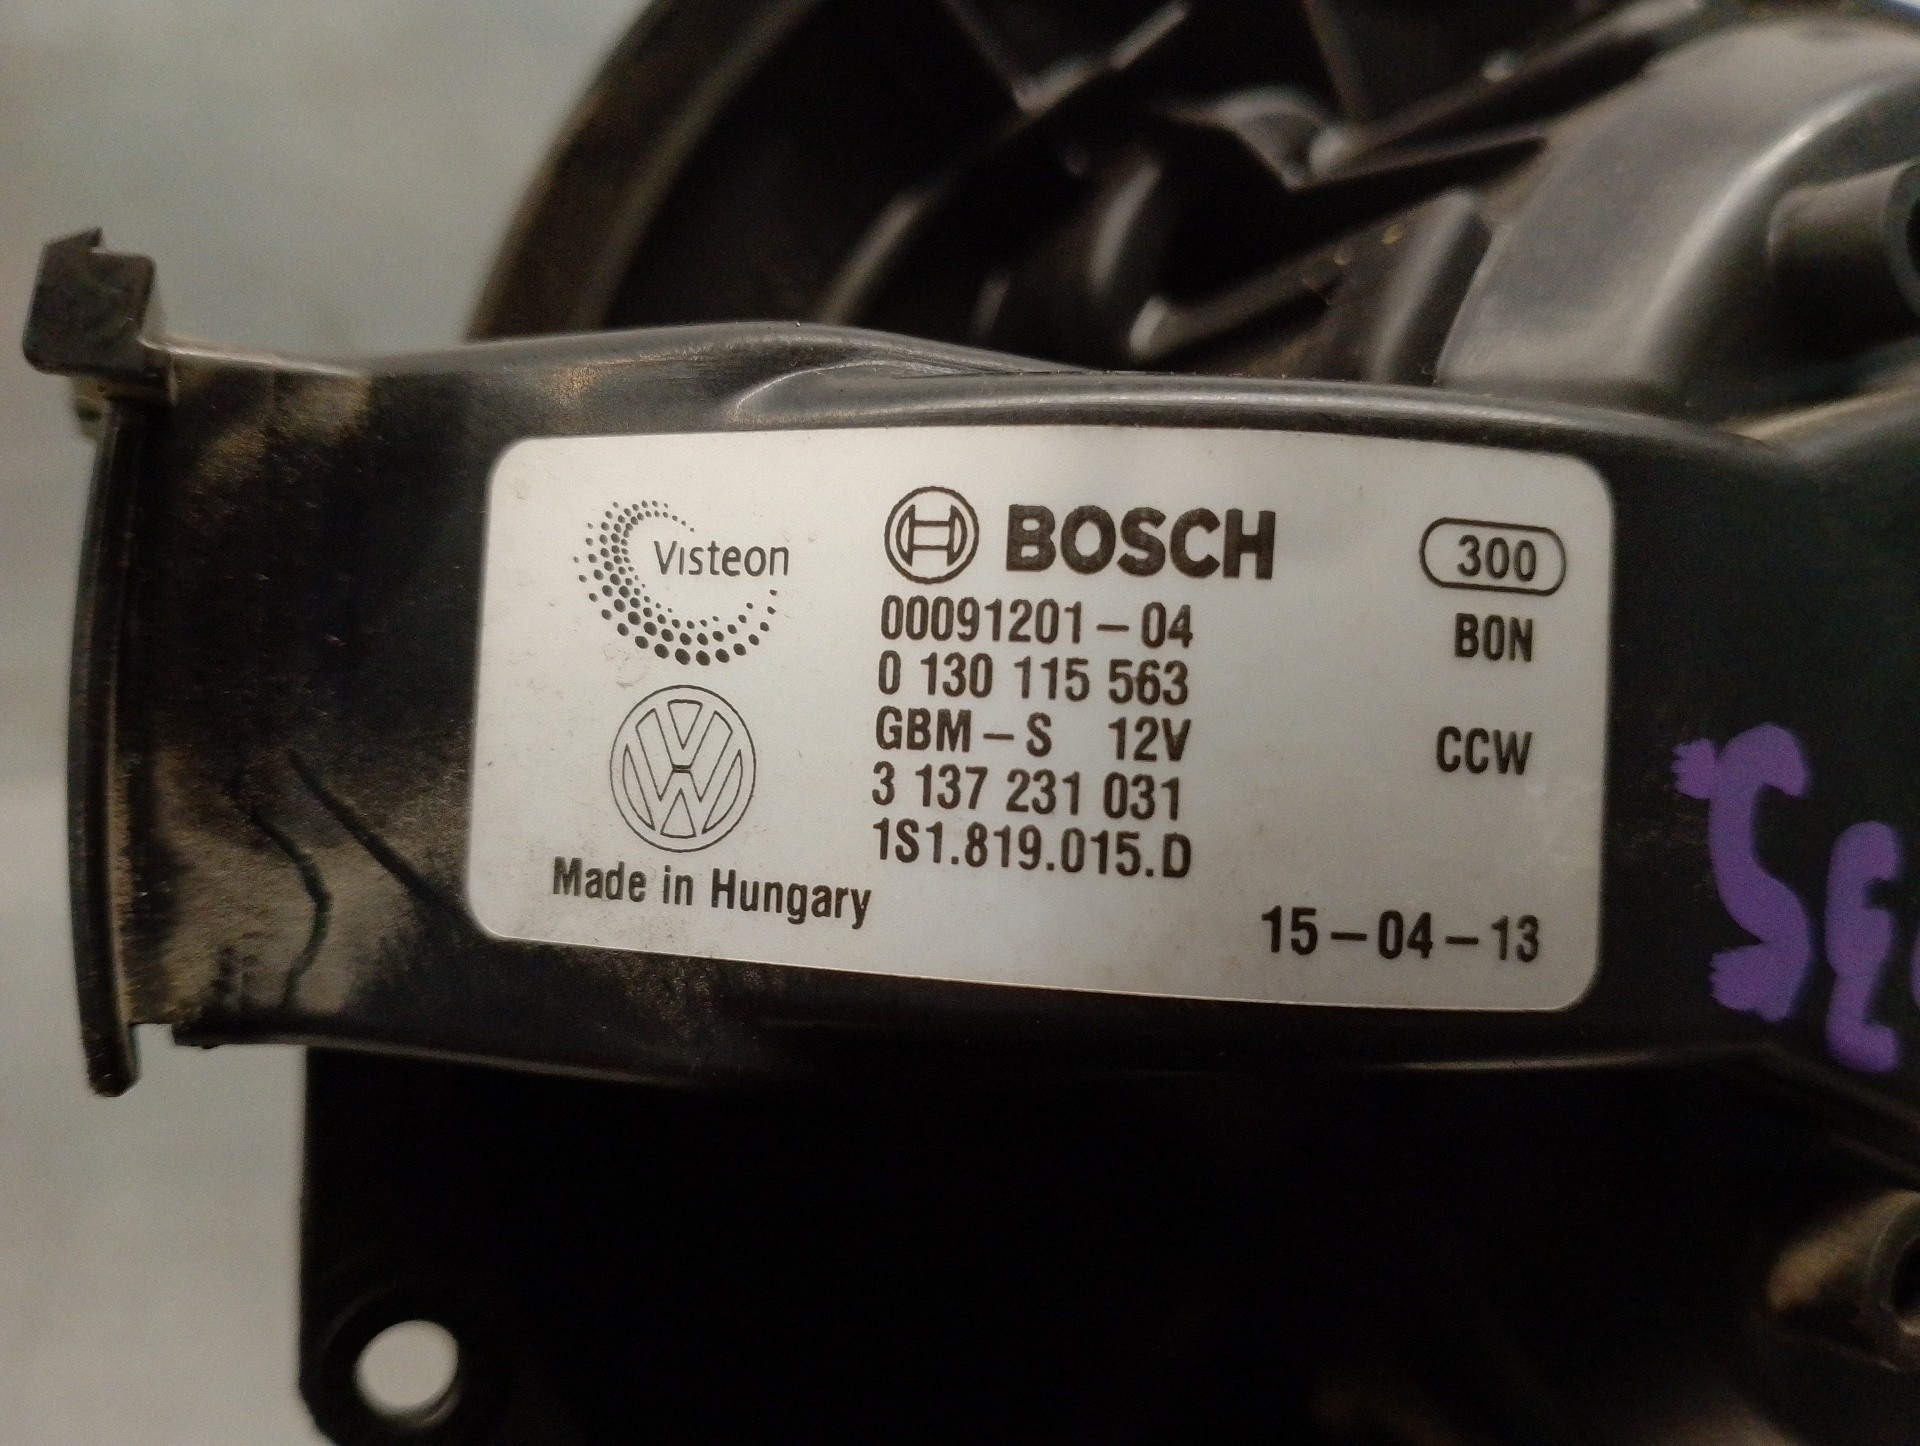 Visteon
BOSCH
300
00091201-04
BON
0 130 115 563
GBM-S 12V
CCW
3 137 231 031
1S1.819.015.D
Made in Hungary
15-04-13